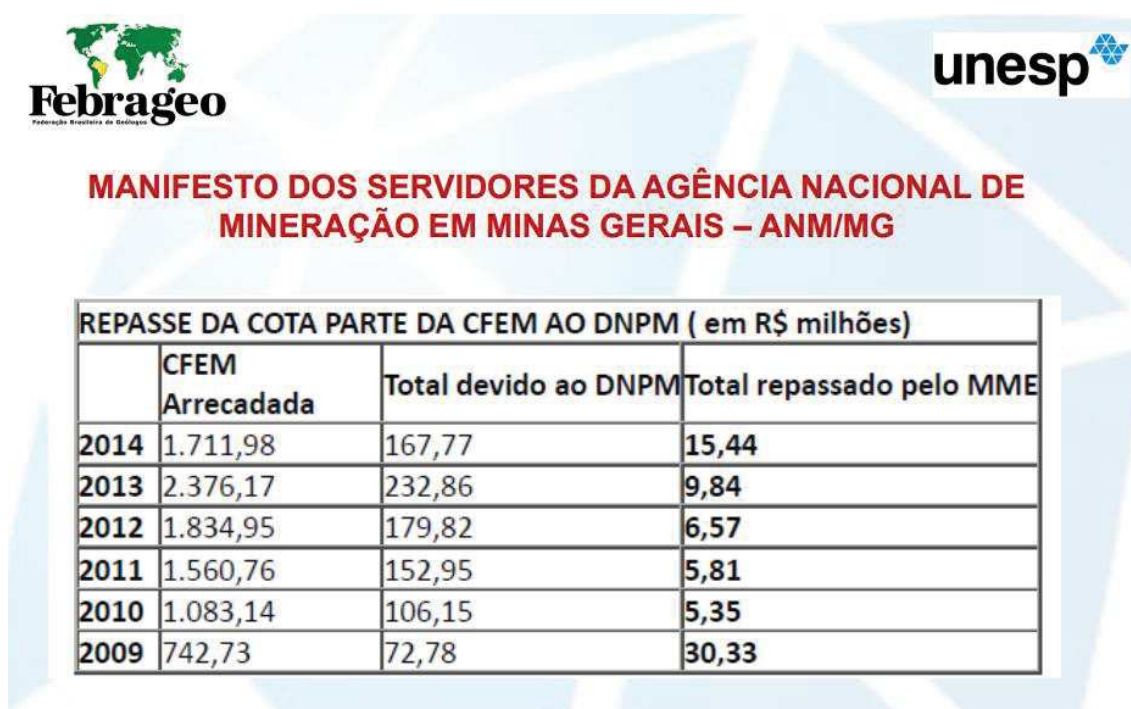 Febrageo
Federação Brasileira de Geólogos
unesp
MANIFESTO DOS SERVIDORES DA AGÊNCIA NACIONAL DE
MINERAÇÃO EM MINAS GERAIS – ANM/MG
REPASSE DA COTA PARTE DA CFEM AO DNPM ( em R$ milhões)
CFEM
Arrecadada Total devido ao DNPM Total repassado pelo MME
2014 1.711,98 167,77 15,44
2013 2.376,17 232,86 9,84
2012 1.834,95 179,82 6,57
2011 1.560,76 152,95 5,81
2010 1.083,14 106,15 5,35
2009 742,73 72,78 30,33